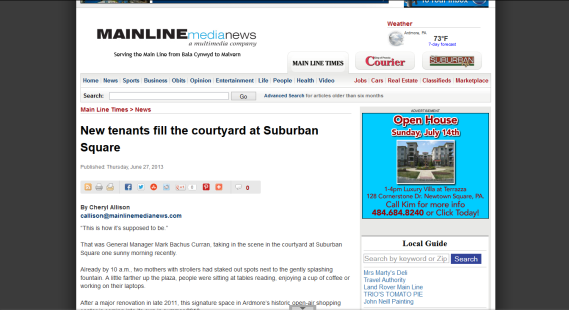 to your inbox
MAINLINEmedianews
a multimedia company
Serving the Main Line from Bala Cynwyd to Malvern
Weather
Ardmore, PA
73°F
7-day forecast
MAIN LINE TIMES
Courier
SUBURBAN
Home News Sports Business Obits Opinion Entertainment Life People Health Video Jobs Cars Real Estate Classifieds Marketplace
Search: Go Advanced Search for articles older than six months
Main Line Times > News
New tenants fill the courtyard at Suburban
Square
Published: Thursday, June 27, 2013
0
By Cheryl Allison
callison@mainlinemedianews.com
"This is how it's supposed to be "
That was General Manager Mark Bachus Curran, taking in the scene in the courtyard at Suburban
Square one sunny morning recently
Already by 10 a.m., two mothers with strollers had staked out spots next to the gently splashing
fountain. A little farther up the plaza, people were sitting at tables reading, enjoying a cup of coffee or
working on their laptops.
After a major renovation in late 2011, this signature space in Ardmore's historic open-air shopping
ADVERTISEMENT
Open House
Sunday, July 14th
1-4pm Luxury Villa at Terrazza
128 Cornerstone Dr. Newtown Square, PA.
Call Kim for more info
484.684.8240 or Click Today!
Local Guide
Search by keyword or Zip Search
Mrs Marty's Deli
Travel Authority
Land Rover Main Line
TRIO'S TOMATO PIE
John Neill Painting